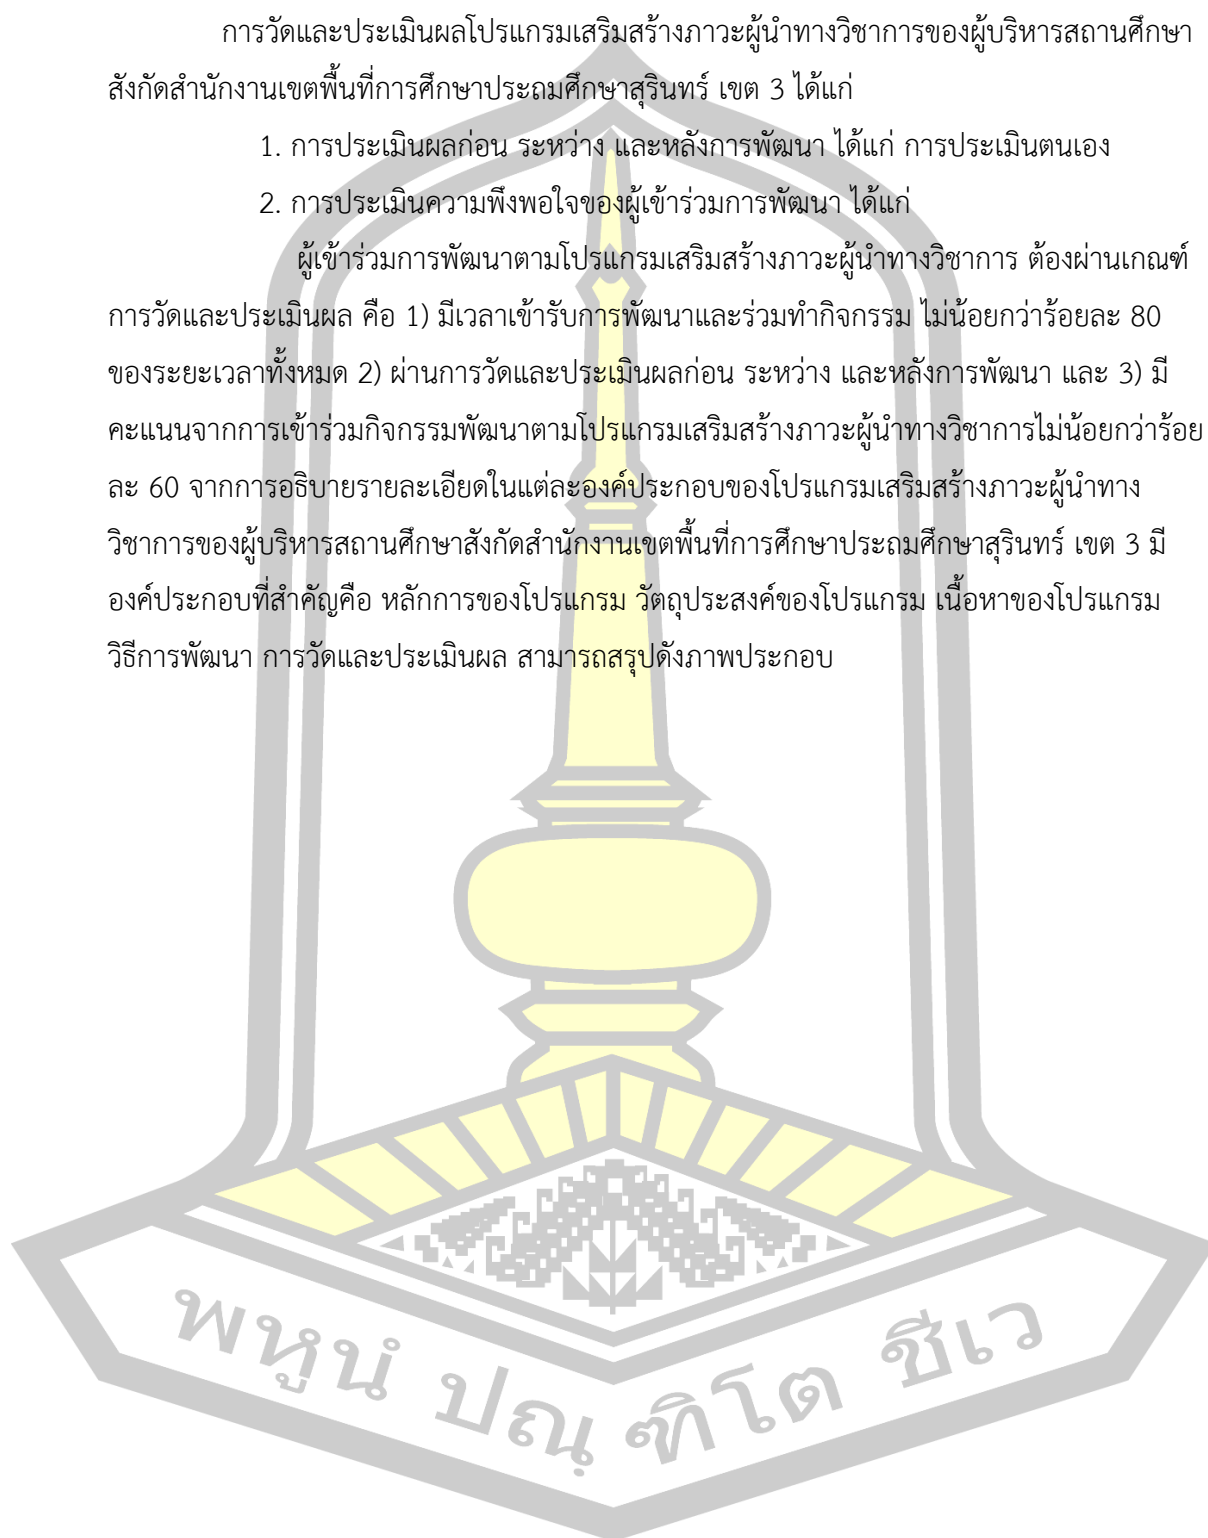 การวัดและประเมินผลโปรแกรมเสริมสร้างภาวะผู้นำทางวิชาการของผู้บริหารสถานศึกษา
สังกัดสำนักงานเขตพื้นที่การศึกษาประถมศึกษาสุรินทร์ เขต 3 ได้แก่
1. การประเมินผลก่อน ระหว่าง และหลังการพัฒนา ได้แก่ การประเมินตนเอง
2. การประเมินความพึงพอใจของผู้เข้าร่วมการพัฒนา ได้แก่
ผู้เข้าร่วมการพัฒนาตามโปรแกรมเสริมสร้างภาวะผู้นำทางวิชาการ ต้องผ่านเกณฑ์
การวัดและประเมินผล คือ 1) มีเวลาเข้ารับการพัฒนาและร่วมทำกิจกรรม ไม่น้อยกว่าร้อยละ 80
ของระยะเวลาทั้งหมด 2) ผ่านการวัดและประเมินผลก่อน ระหว่าง และหลังการพัฒนา และ 3) มี
คะแนนจากการเข้าร่วมกิจกรรมพัฒนาตามโปรแกรมเสริมสร้างภาวะผู้นำทางวิชาการไม่น้อยกว่าร้อย
ละ 60 จากการอธิบายรายละเอียดในแต่ละองค์ประกอบของโปรแกรมเสริมสร้างภาวะผู้นำทาง
วิชาการของผู้บริหารสถานศึกษาสังกัดสำนักงานเขตพื้นที่การศึกษาประถมศึกษาสุรินทร์ เขต 3 มี
องค์ประกอบที่สำคัญคือ หลักการของโปรแกรม วัตถุประสงค์ของโปรแกรม เนื้อหาของโปรแกรม
วิธีการพัฒนา การวัดและประเมินผล สามารถสรุปดังภาพประกอบ
พหูนํ ปณฺ ฑิโต ชีเว